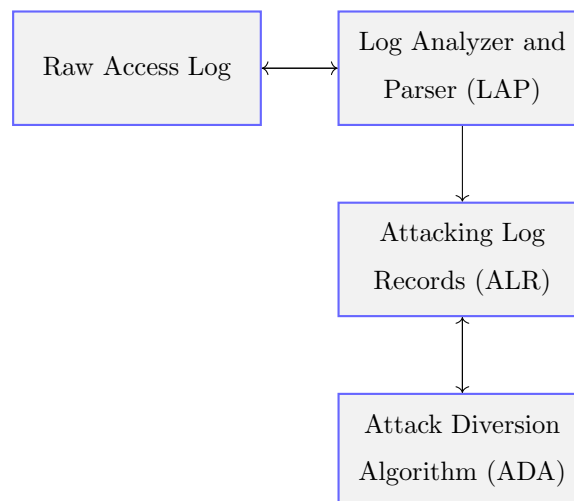 Raw Access Log
Log Analyzer and
Parser (LAP)
Attacking Log
Records (ALR)
Attack Diversion
Algorithm (ADA)